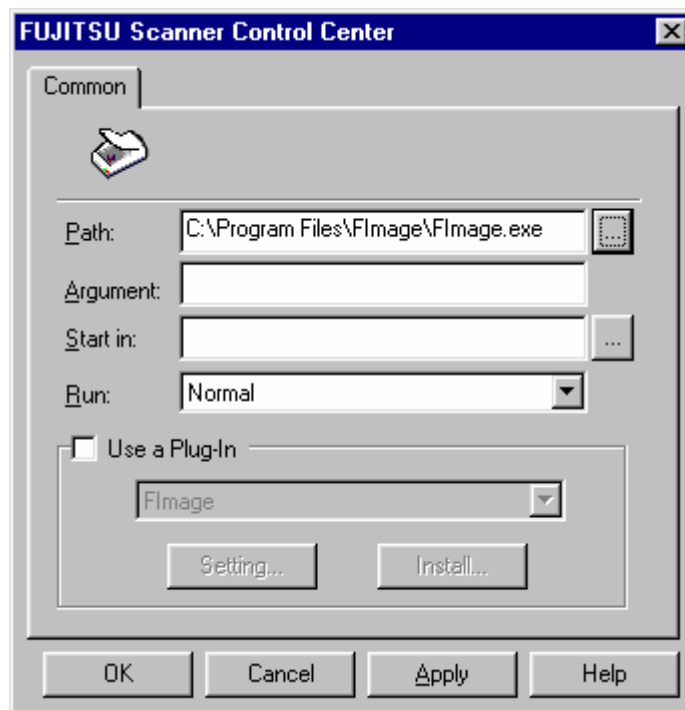 FUJITSU Scanner Control Center
Common
Path: C:\Program Files\FImage\FImage.exe ...
Argument:
Start in: ...
Run: Normal
Use a Plug-In
FImage
Setting... Install...
OK Cancel Apply Help